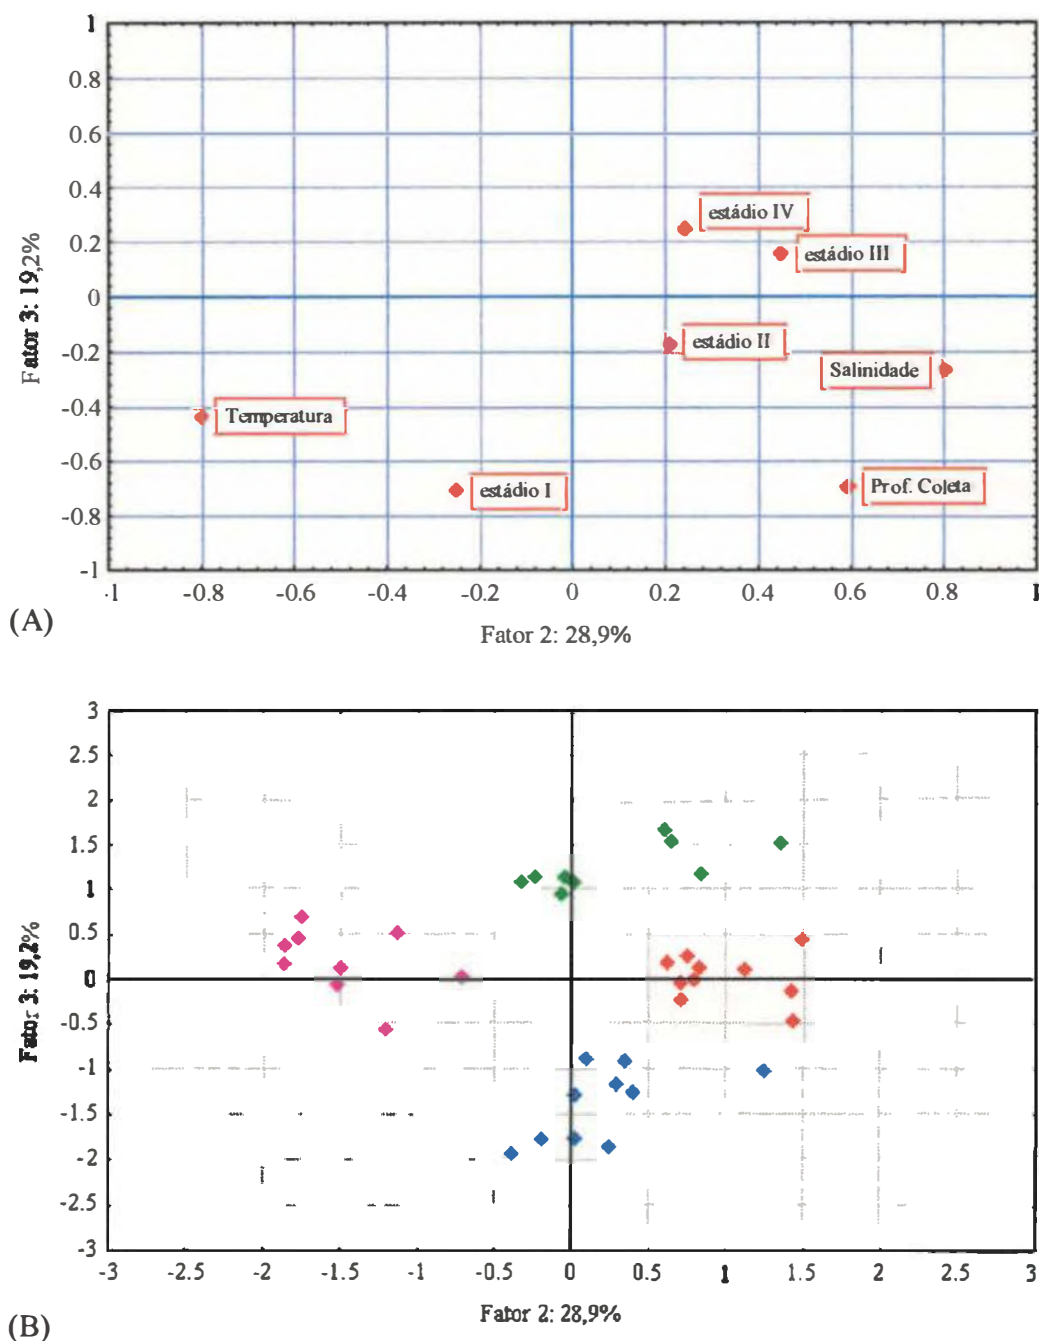 1
0.8
0.6
0.4
0.2
0
-0.2
-0.4
-0.6
-0.8
-1
Fator 3: 19,2%
estádio IV
estádio III
estádio II
Salinidade
Temperatura
estádio I
Prof. Coleta
-1 -0.8 -0.6 -0.4 -0.2 0 0.2 0.4 0.6 0.8 1
Fator 2: 28,9%
(A)
3
2.5
2
1.5
1
0.5
0
-0.5
-1
-1.5
-2
-2.5
-3
Fator 3: 19,2%
-3 -2.5 -2 -1.5 -1 -0.5 0 0.5 1 1.5 2 2.5 3
Fator 2: 28,9%
(B)